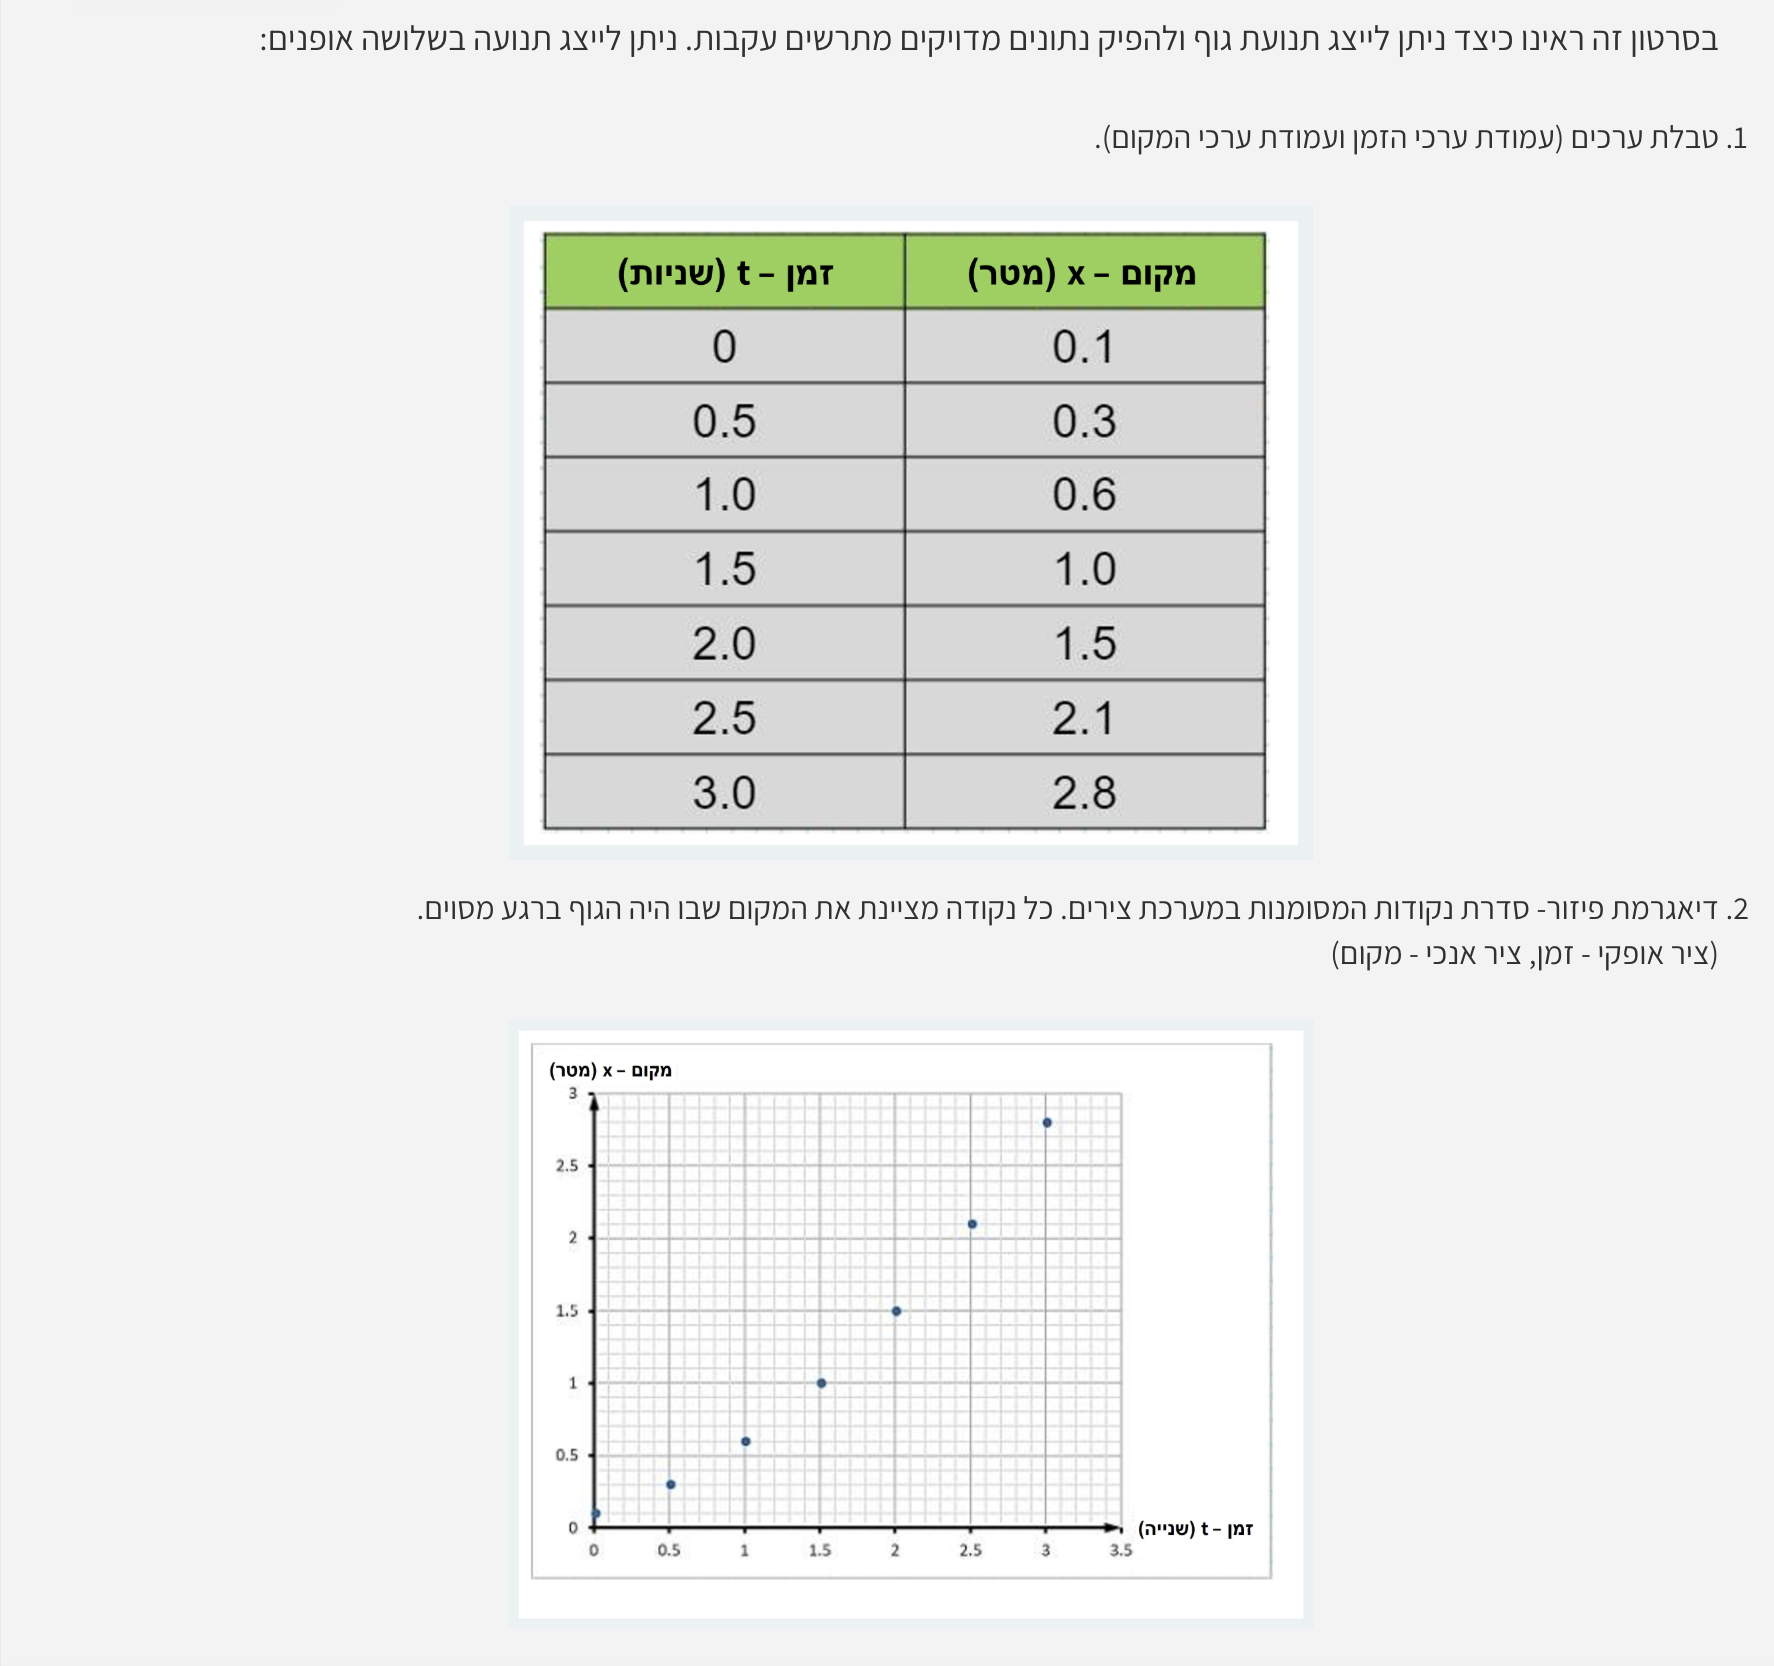 בסרטון זה ראינו כיצד ניתן לייצג תנועת גוף ולהפיק נתונים מדויקים מתרשים עקבות. ניתן לייצג תנועה בשלושה אופנים:
1. טבלת ערכים (עמודת ערכי הזמן ועמודת ערכי המקום).
זמן – t (שניות) מקום – x (מטר)
0 0.1
0.5 0.3
1.0 0.6
1.5 1.0
2.0 1.5
2.5 2.1
3.0 2.8
2. דיאגרמת פיזור- סדרת נקודות המסומנות במערכת צירים. כל נקודה מציינת את המקום שבו היה הגוף ברגע מסוים.
(ציר אופקי - זמן, ציר אנכי - מקום)
מקום – x (מטר)
3
2.5
2
1.5
1
0.5
0
זמן – t (שנייה)
0 0.5 1 1.5 2 2.5 3 3.5